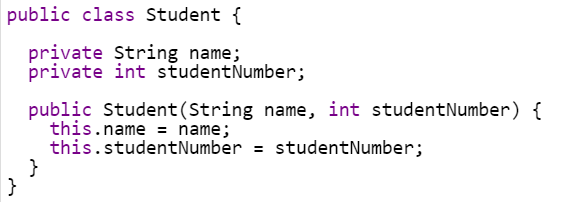 public class Student {
private String name;
private int studentNumber;
public Student(String name, int studentNumber) {
this.name = name;
this.studentNumber = studentNumber;
}
}